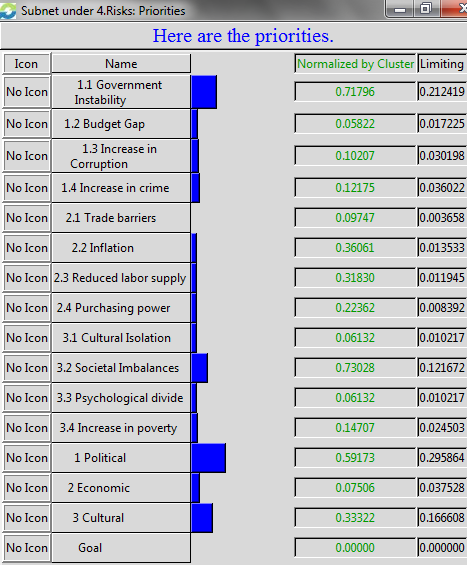 Subnet under 4.Risks: Priorities
Here are the priorities.
Icon Name Normalized by Cluster Limiting
No Icon 1.1 Government Instability 0.71796 0.212419
No Icon 1.2 Budget Gap 0.05822 0.017225
No Icon 1.3 Increase in Corruption 0.10207 0.030198
No Icon 1.4 Increase in crime 0.12175 0.036022
No Icon 2.1 Trade barriers 0.09747 0.003658
No Icon 2.2 Inflation 0.36061 0.013533
No Icon 2.3 Reduced labor supply 0.31830 0.011945
No Icon 2.4 Purchasing power 0.22362 0.008392
No Icon 3.1 Cultural Isolation 0.06132 0.010217
No Icon 3.2 Societal Imbalances 0.73028 0.121672
No Icon 3.3 Psychological divide 0.06132 0.010217
No Icon 3.4 Increase in poverty 0.14707 0.024503
No Icon 1 Political 0.59173 0.295864
No Icon 2 Economic 0.07506 0.037528
No Icon 3 Cultural 0.33322 0.166608
No Icon Goal 0.00000 0.000000